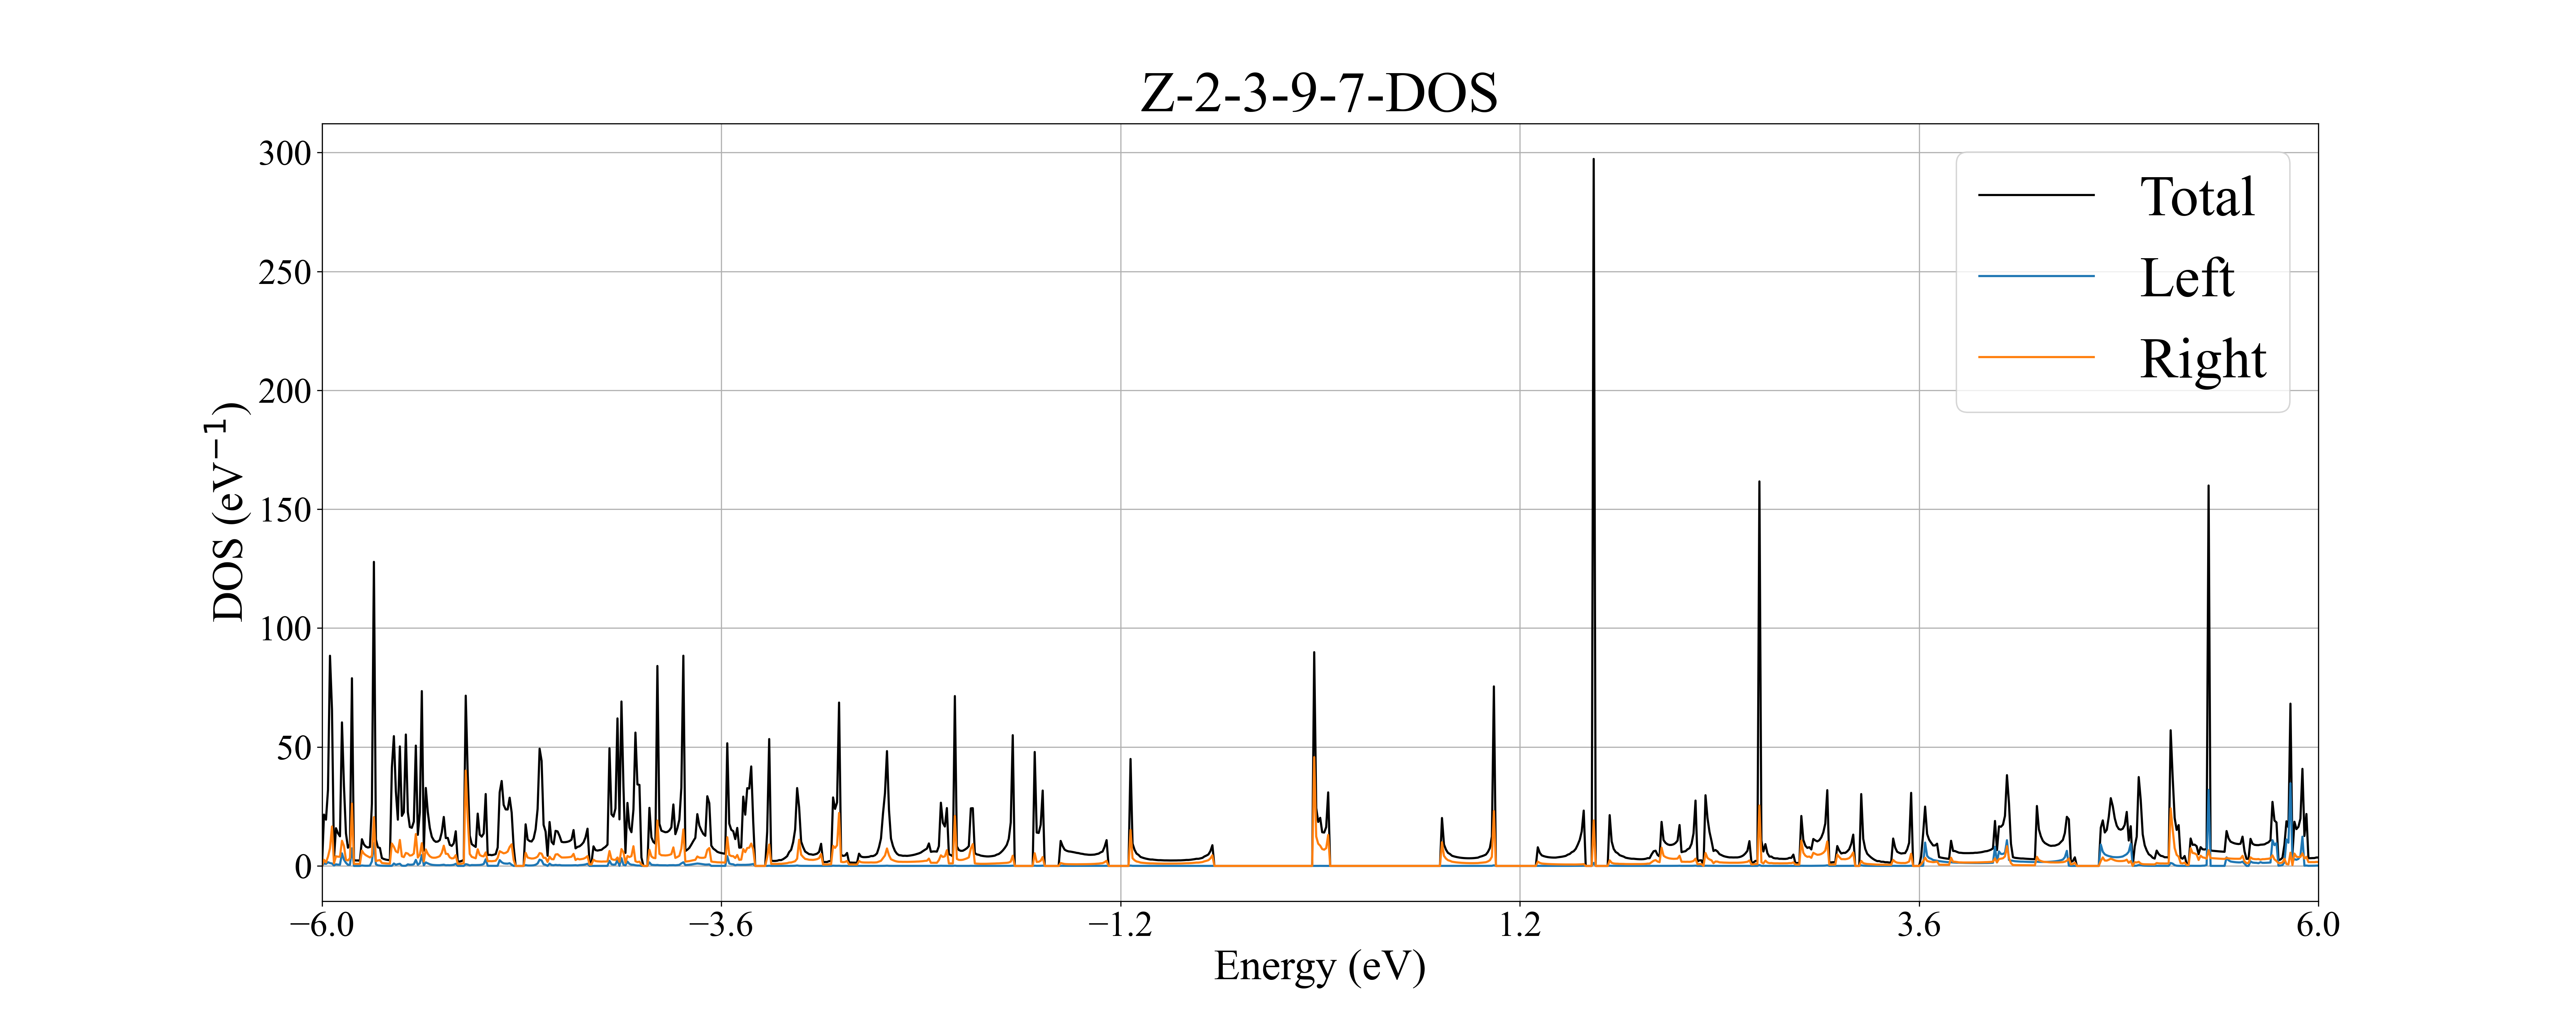 Z-2-3-9-7-DOS
300
250
200
150
100
50
0
DOS (eV⁻¹)
Total
Left
Right
−6.0 −3.6 −1.2 1.2 3.6 6.0
Energy (eV)